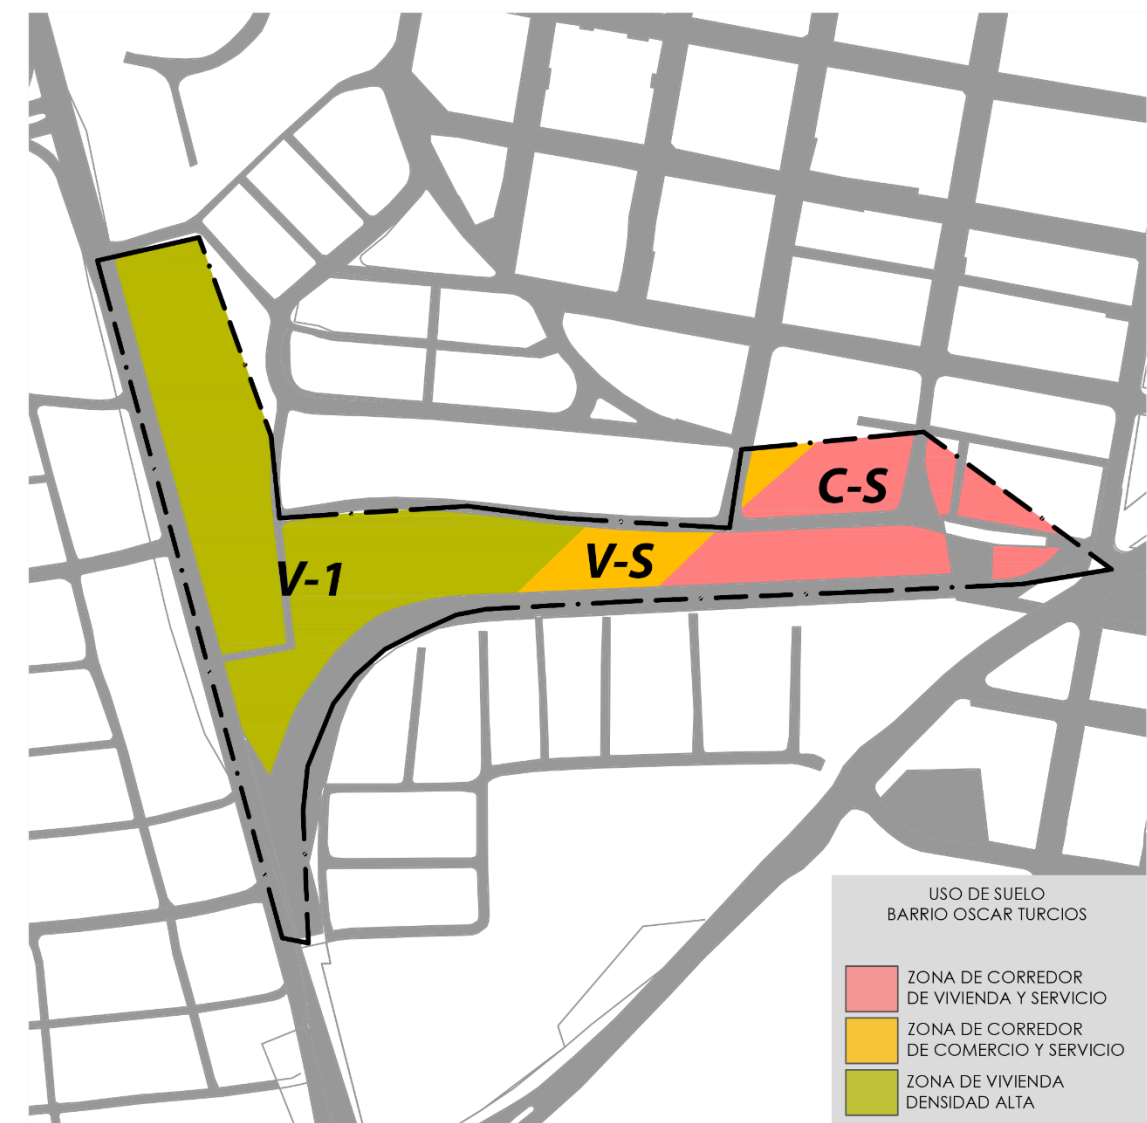 C-S
V-S
V-1
USO DE SUELO
BARRIO OSCAR TURCIOS
ZONA DE CORREDOR
DE VIVIENDA Y SERVICIO
ZONA DE CORREDOR
DE COMERCIO Y SERVICIO
ZONA DE VIVIENDA
DENSIDAD ALTA